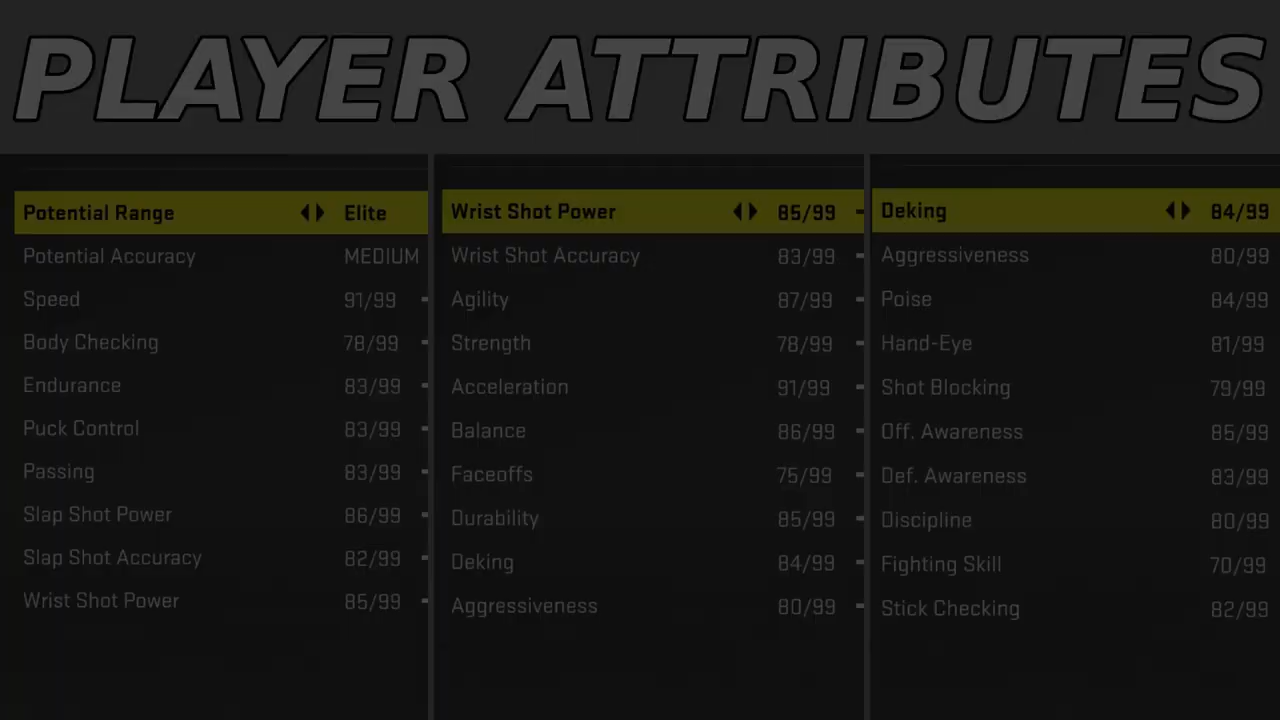 PLAYER ATTRIBUTES
Potential Range Elite
Potential Accuracy MEDIUM
Speed 91/99
Body Checking 78/99
Endurance 83/99
Puck Control 83/99
Passing 83/99
Slap Shot Power 86/99
Slap Shot Accuracy 82/99
Wrist Shot Power 85/99
Wrist Shot Power 85/99
Wrist Shot Accuracy 83/99
Agility 87/99
Strength 78/99
Acceleration 91/99
Balance 86/99
Faceoffs 75/99
Durability 85/99
Deking 84/99
Aggressiveness 80/99
Deking 84/99
Aggressiveness 80/99
Poise 84/99
Hand-Eye 81/99
Shot Blocking 79/99
Off. Awareness 85/99
Def. Awareness 83/99
Discipline 80/99
Fighting Skill 70/99
Stick Checking 82/99